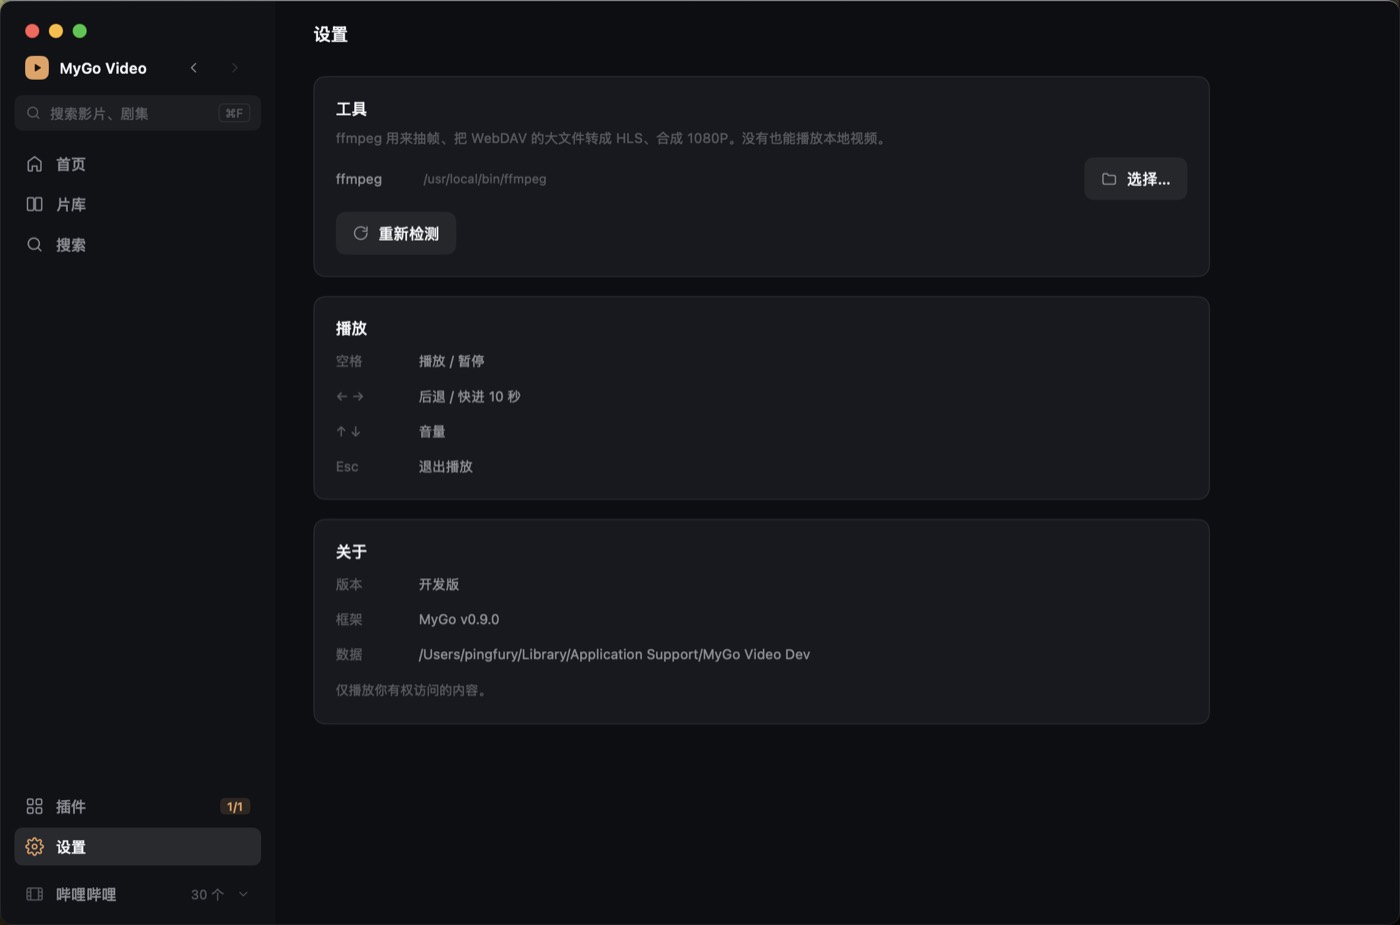 MyGo Video
搜索影片、剧集 ⌘F
首页
片库
搜索
插件 1/1
设置
哔哩哔哩 30 个
设置
工具
ffmpeg 用来抽帧、把 WebDAV 的大文件转成 HLS、合成 1080P。没有也能播放本地视频。
ffmpeg /usr/local/bin/ffmpeg 选择...
重新检测
播放
空格 播放 / 暂停
← → 后退 / 快进 10 秒
↑ ↓ 音量
Esc 退出播放
关于
版本 开发版
框架 MyGo v0.9.0
数据 /Users/pingfury/Library/Application Support/MyGo Video Dev
仅播放你有权访问的内容。